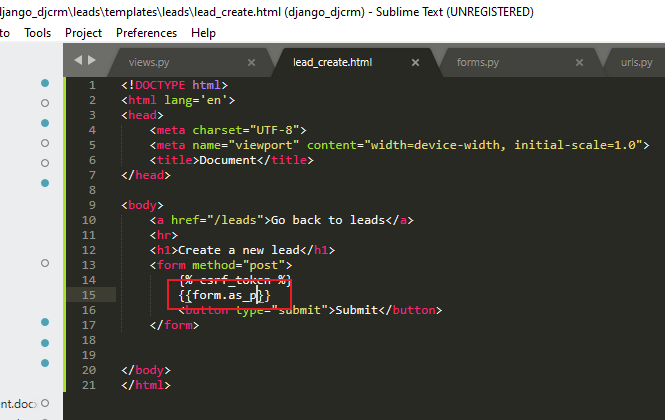 django_djcrm\leads\templates\leads\lead_create.html (django_djcrm) - Sublime Text (UNREGISTERED)
to Tools Project Preferences Help
views.py × lead_create.html × forms.py × urls.py
1 <!DOCTYPE html>
2 <html lang='en'>
3 <head>
4 <meta charset="UTF-8">
5 <meta name="viewport" content="width=device-width, initial-scale=1.0">
6 <title>Document</title>
7 </head>
8
9 <body>
10 <a href="/leads">Go back to leads</a>
11 <hr>
12 <h1>Create a new lead</h1>
13 <form method="post">
14 {% csrf_token %}
15 {{form.as_p}}
16 <button type="submit">Submit</button>
17 </form>
18
19
20 </body>
21 </html>
ent.doc×